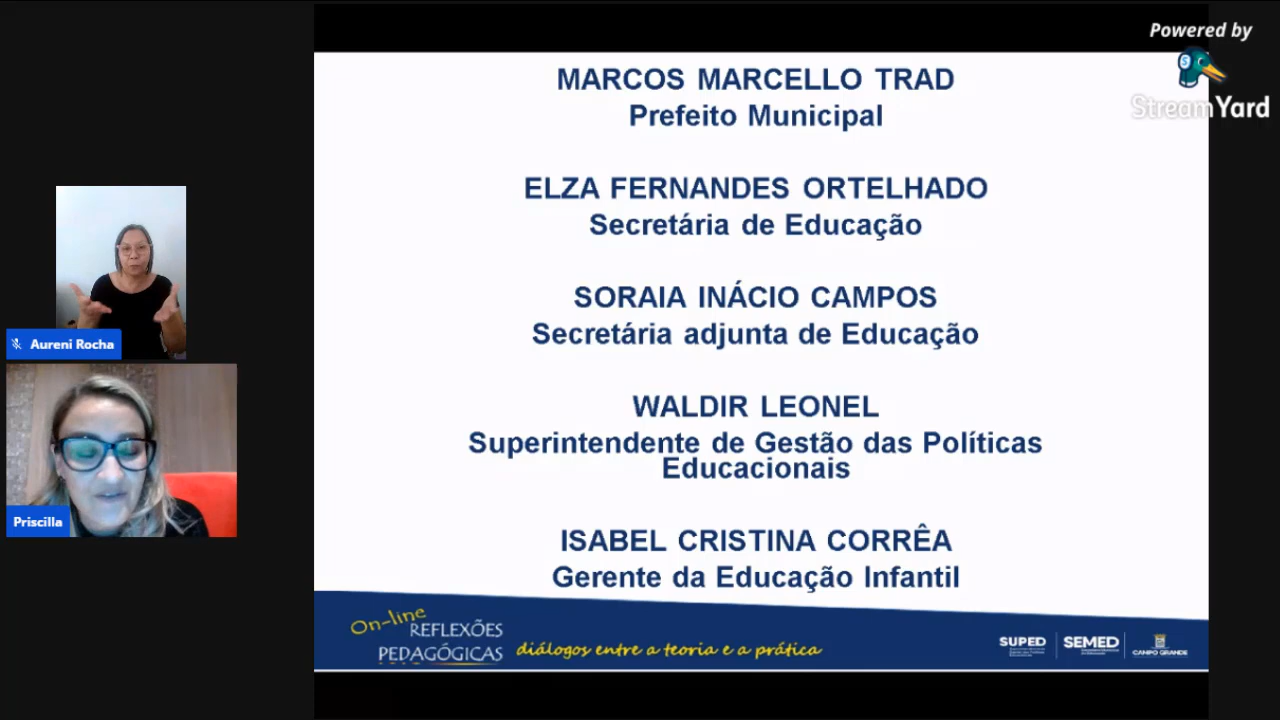 Powered by
StreamYard
MARCOS MARCELLO TRAD
Prefeito Municipal
ELZA FERNANDES ORTELHADO
Secretária de Educação
SORAIA INÁCIO CAMPOS
Secretária adjunta de Educação
WALDIR LEONEL
Superintendente de Gestão das Políticas
Educacionais
ISABEL CRISTINA CORRÊA
Gerente da Educação Infantil
Aureni Rocha
Priscilla
On-line
REFLEXÕES
PEDAGÓGICAS
diálogos entre a teoria e a prática
SUPED
SEMED
CAMPO GRANDE